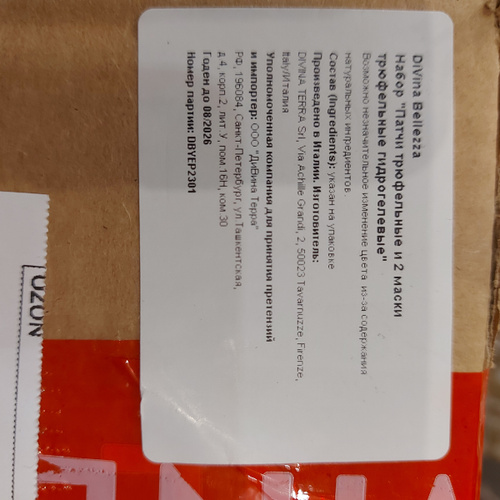 DiVina Bellezza
Набор "Патчи трюфельные и 2 маски
трюфельные гидрогелевые"
Возможно незначительное изменение цвета из-за содержания
натуральных ингредиентов
Состав (Ingredients): указан на упаковке
Произведено в Италии. Изготовитель:
DIVINA TERRA Srl, Via Achille Grandi, 2, 50023 Tavarnuzze, Firenze,
Italy/Италия
Уполномоченная компания для принятия претензий
и импортер: ООО "ДиВина Терра"
РФ, 196084, Санкт-Петербург, ул.Ташкентская,
д.4, корп.2, лит.У, пом 16Н, ком 30
Годен до 08/2026
Номер партии: DBYEP2301
OZON